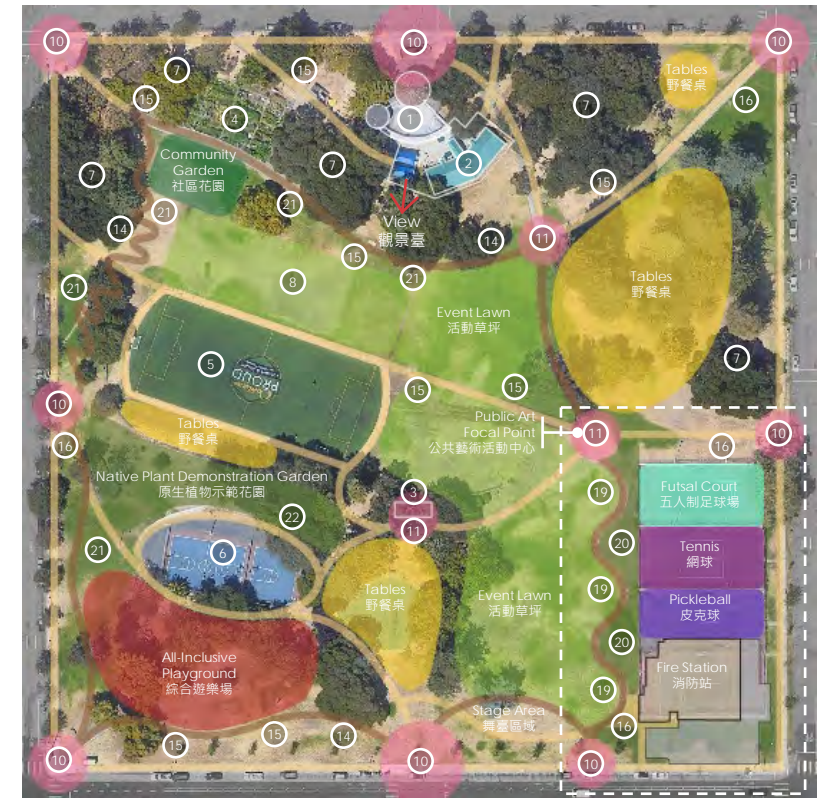 10
10
10
7
15
Tables
野餐桌
7
15
16
4
1
7
Community
Garden
社區花園
7
7
2
15
21
21
14
View
觀景臺
14
11
15
21
21
8
Tables
野餐桌
Event Lawn
活動草坪
5
PROUD
7
15
15
10
Tables
野餐桌
Public Art
Focal Point
公共藝術活動中心
11
10
16
16
Native Plant Demonstration Garden
原生植物示範花園
3
19
Futsal Court
五人制足球場
22
11
21
6
20
Tennis
網球
Tables
野餐桌
Event Lawn
活動草坪
19
Pickleball
皮克球
All-Inclusive
Playground
綜合遊樂場
20
Fire Station
消防站
19
Stage Area
舞臺區域
16
15
15
14
10
10
10